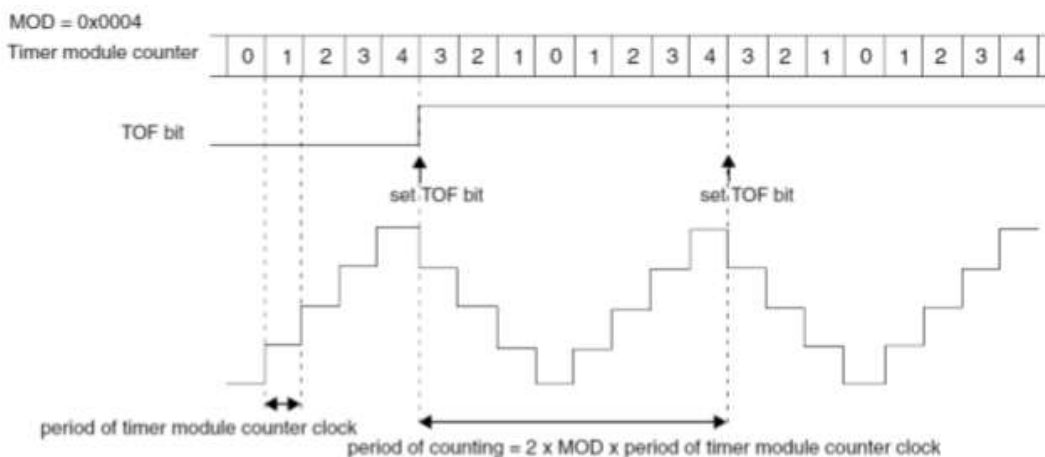 MOD = 0x0004
Timer module counter 0 1 2 3 4 3 2 1 0 1 2 3 4 3 2 1 0 1 2 3 4
TOF bit
set TOF bit set TOF bit
period of timer module counter clock
period of counting = 2 x MOD x period of timer module counter clock